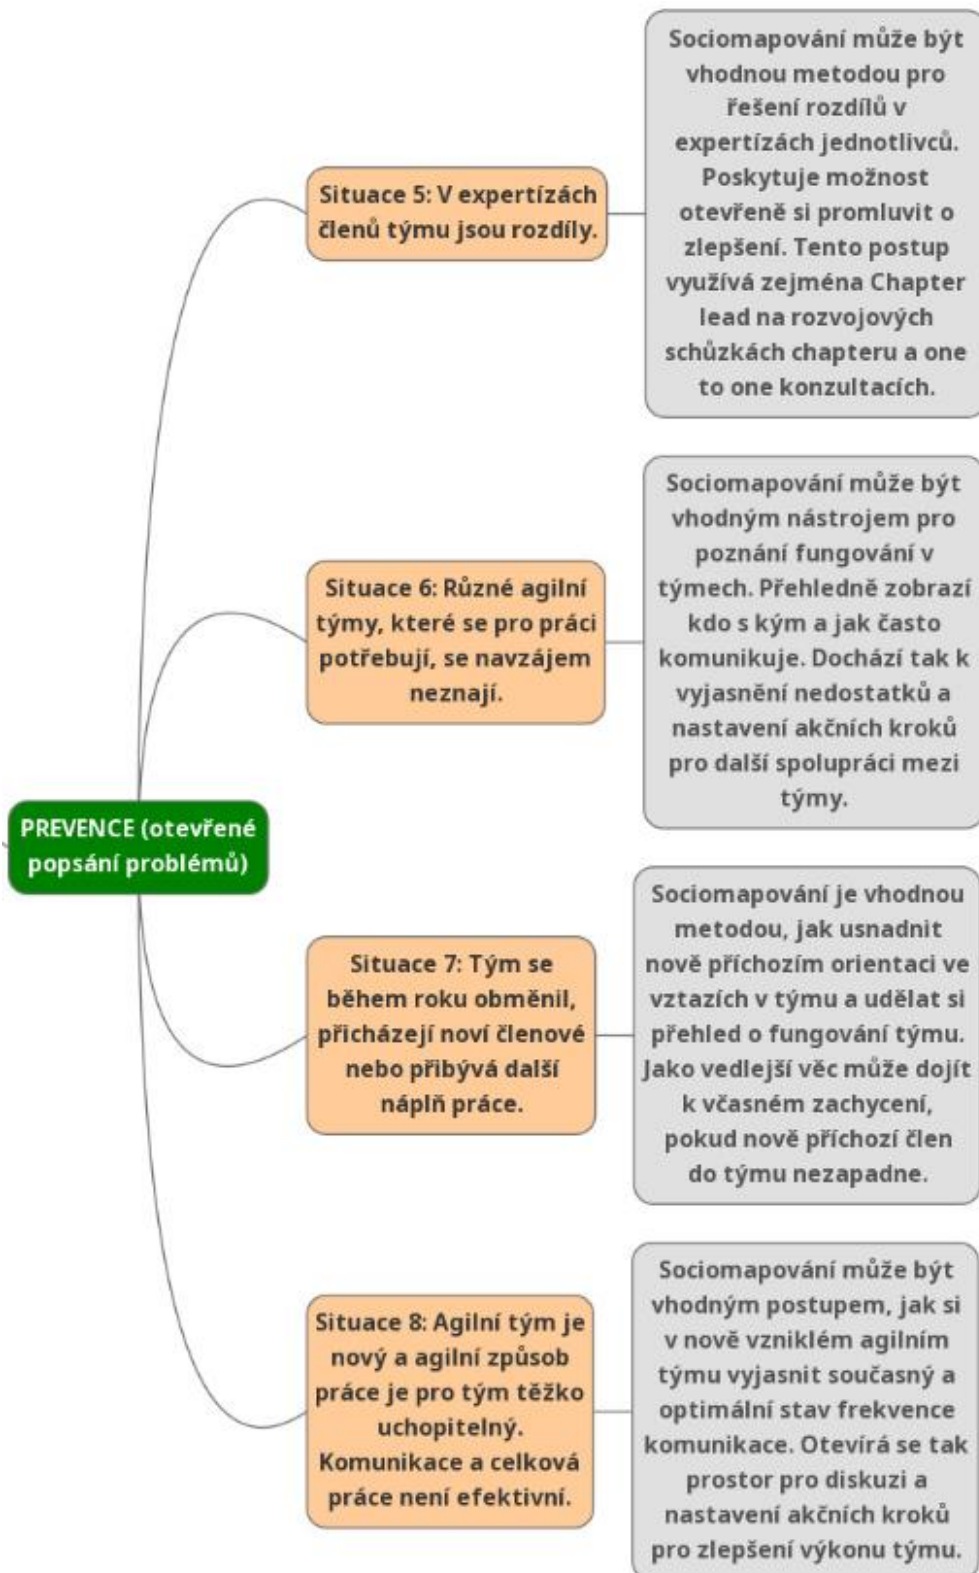 PREVENCE (otevřené
popsání problémů)
Situace 5: V expertízách
členů týmu jsou rozdíly.
Sociomapování může být
vhodnou metodou pro
řešení rozdílů v
expertízách jednotlivců.
Poskytuje možnost
otevřeně si promluvit o
zlepšení. Tento postup
využívá zejména Chapter
lead na rozvojových
schůzkách chapteru a one
to one konzultacích.
Situace 6: Různé agilní
týmy, které se pro práci
potřebují, se navzájem
neznají.
Sociomapování může být
vhodným nástrojem pro
poznání fungování v
týmech. Přehledně zobrazí
kdo s kým a jak často
komunikuje. Dochází tak k
vyjasnění nedostatků a
nastavení akčních kroků
pro další spolupráci mezi
týmy.
Situace 7: Tým se
během roku obměnil,
přicházejí noví členové
nebo přibývá další
náplň práce.
Sociomapování je vhodnou
metodou, jak usnadnit
nově příchozím orientaci ve
vztazích v týmu a udělat si
přehled o fungování týmu.
Jako vedlejší věc může dojít
k včasném zachycení,
pokud nově příchozí člen
do týmu nezapadne.
Situace 8: Agilní tým je
nový a agilní způsob
práce je pro tým těžko
uchopitelný.
Komunikace a celková
práce není efektivní.
Sociomapování může být
vhodným postupem, jak si
v nově vzniklém agilním
týmu vyjasnit současný a
optimální stav frekvence
komunikace. Otevírá se tak
prostor pro diskuzi a
nastavení akčních kroků
pro zlepšení výkonu týmu.